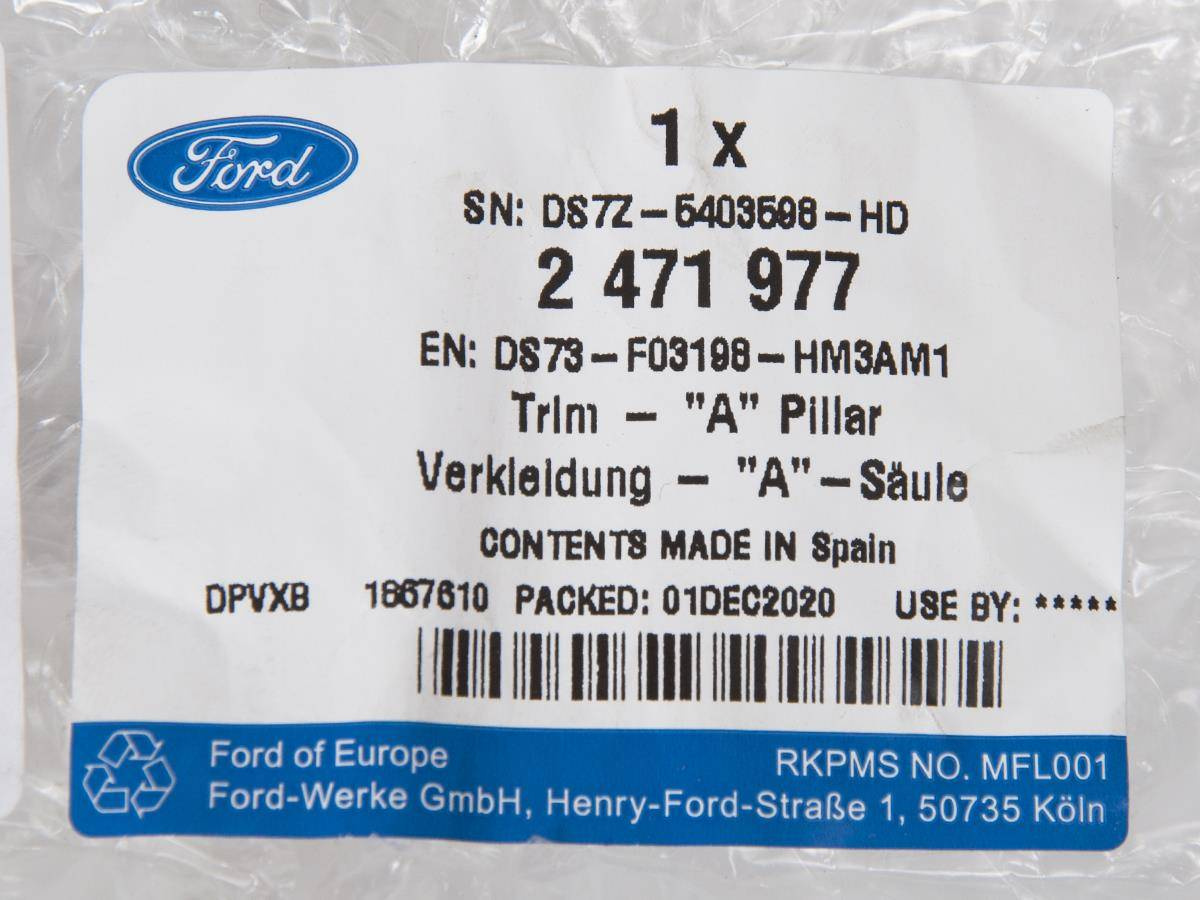 Ford
1 x
SN: DS7Z-5403598-HD
2 471 977
EN: DS73-F03198-HM3AM1
Trim - "A" Pillar
Verkleidung - "A"-Säule
CONTENTS MADE IN Spain
DPVXB 1867610 PACKED: 01DEC2020 USE BY: *****
Ford of Europe RKPMS NO. MFL001
Ford-Werke GmbH, Henry-Ford-Straße 1, 50735 Köln